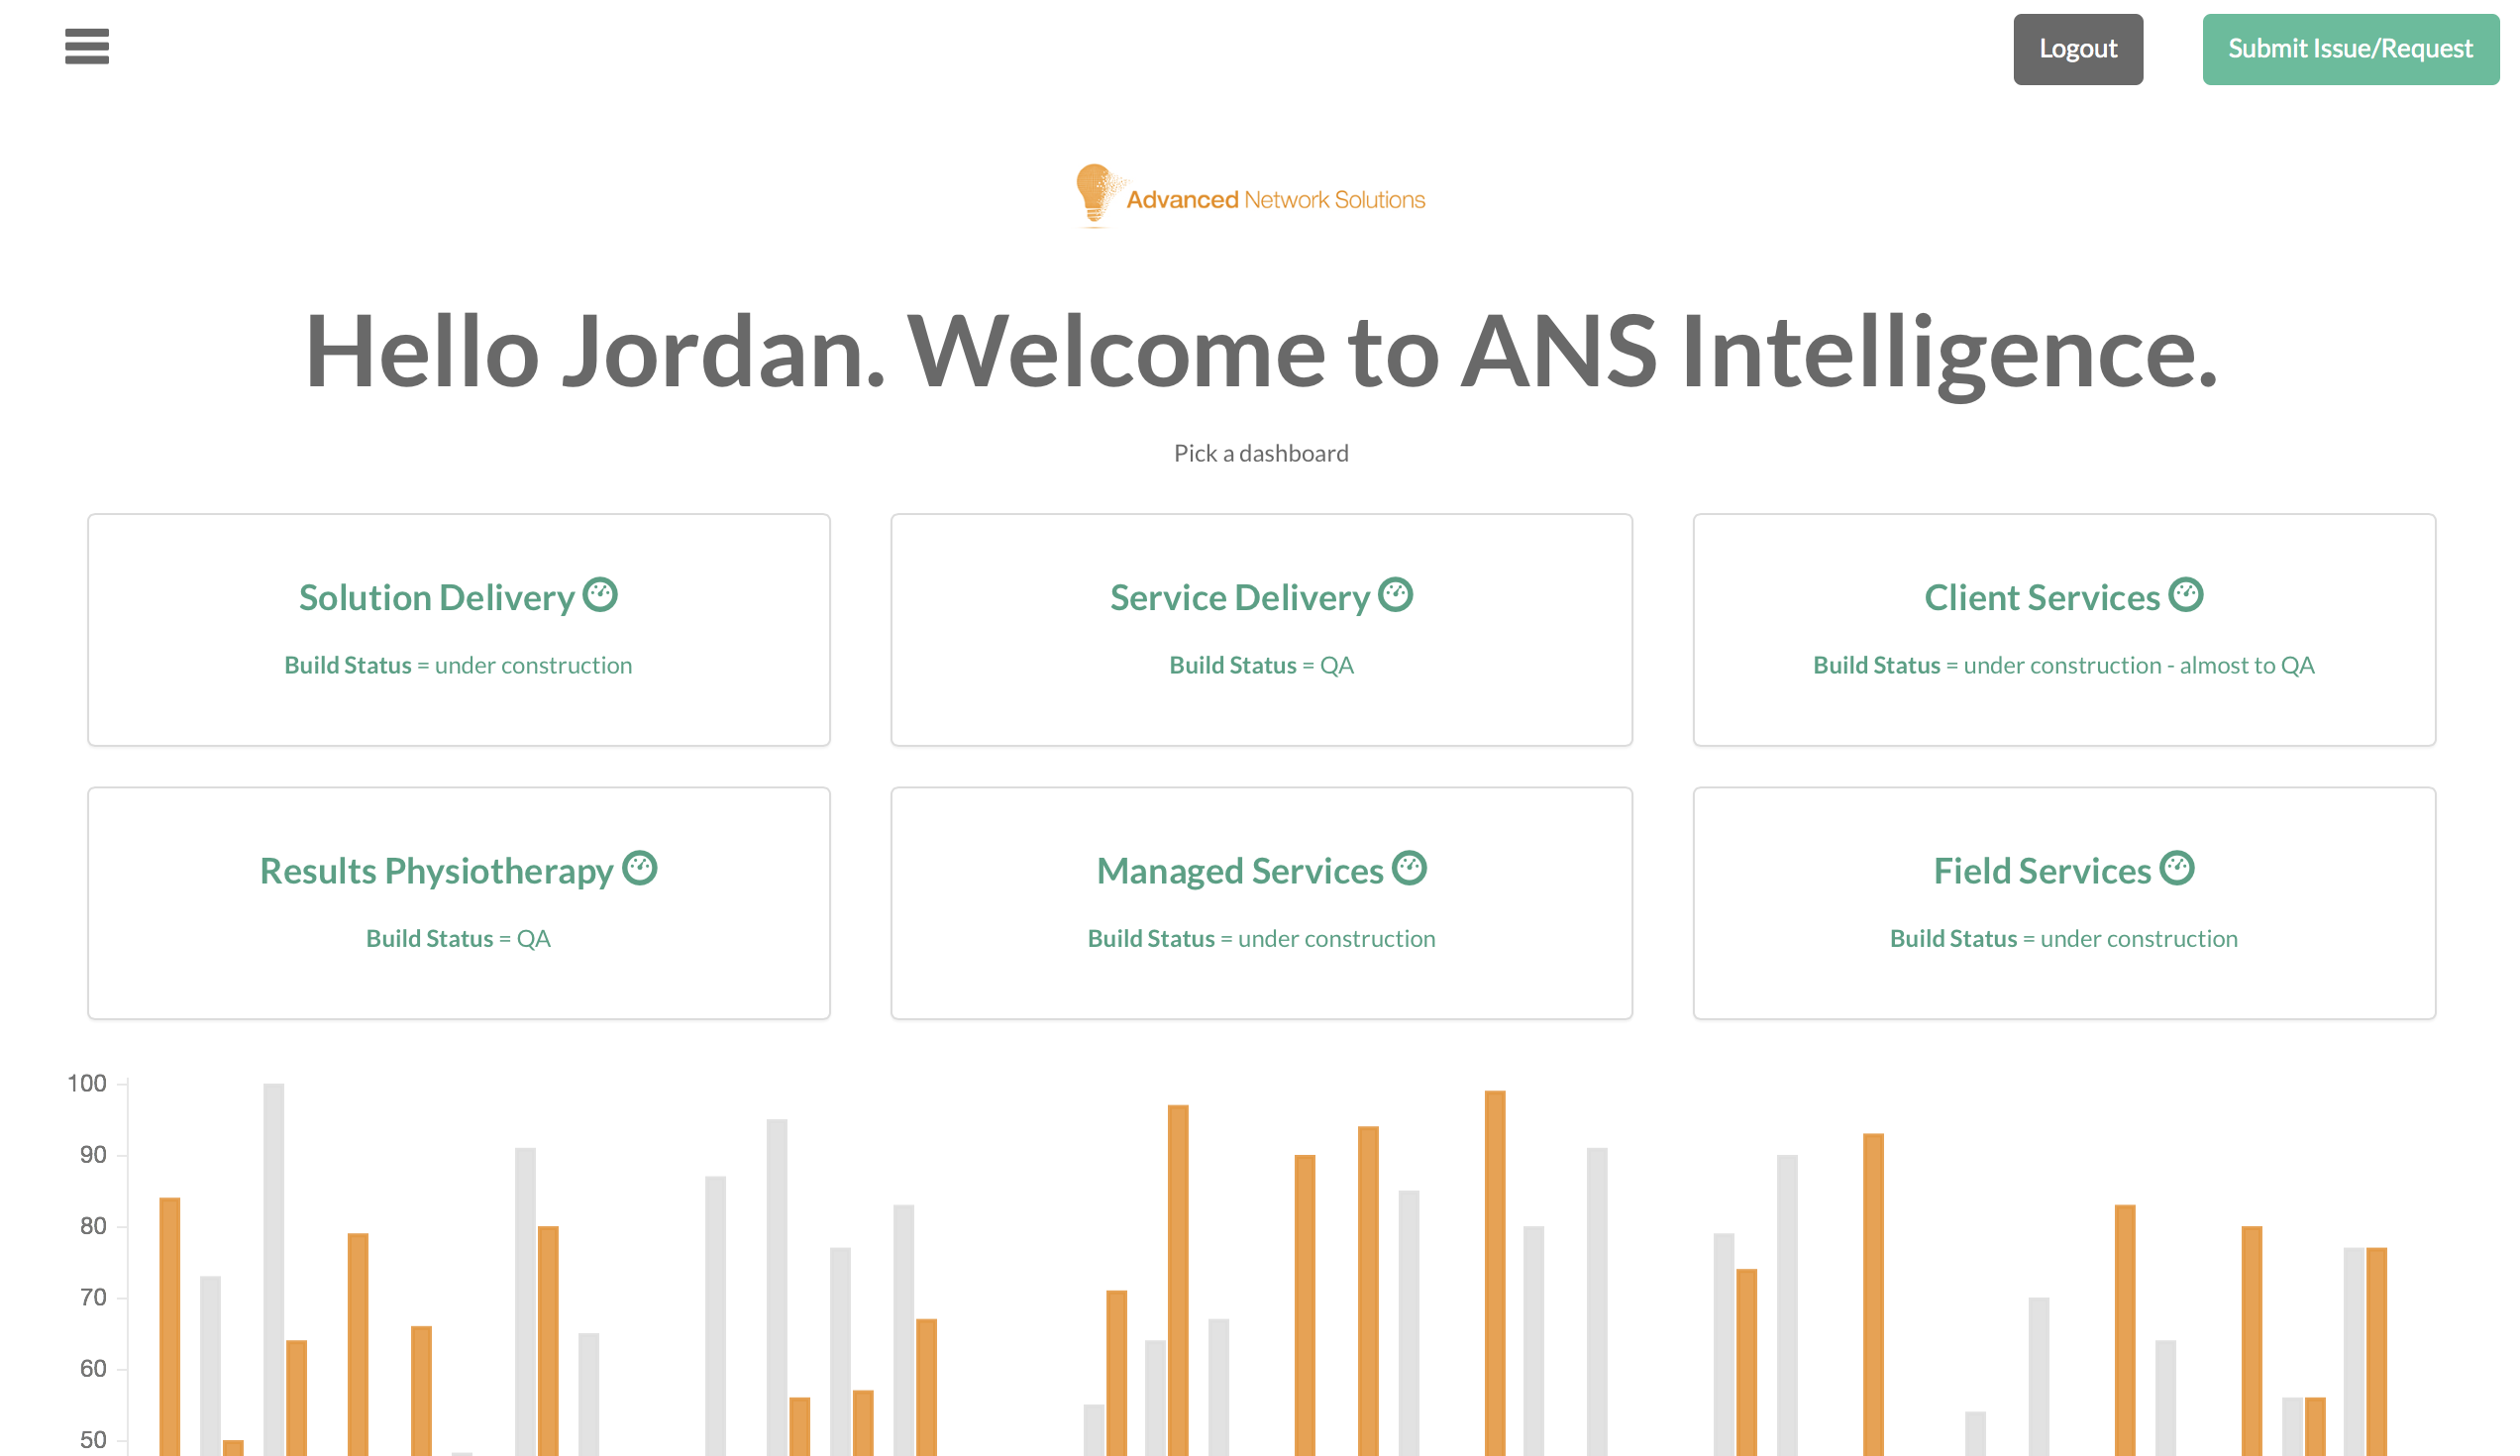 Logout
Submit Issue/Request
Advanced Network Solutions
Hello Jordan. Welcome to ANS Intelligence.
Pick a dashboard
Solution Delivery
Build Status = under construction
Service Delivery
Build Status = QA
Client Services
Build Status = under construction - almost to QA
Results Physiotherapy
Build Status = QA
Managed Services
Build Status = under construction
Field Services
Build Status = under construction
100
90
80
70
60
50